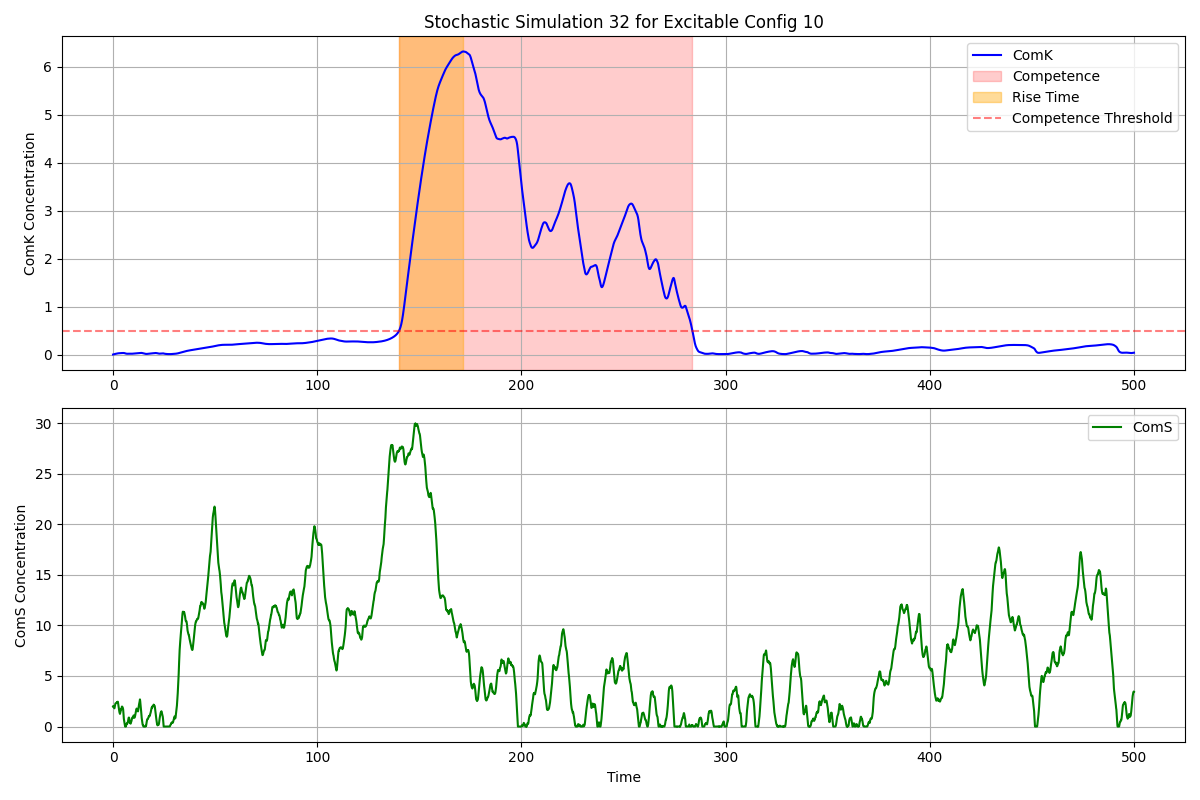 Stochastic Simulation 32 for Excitable Config 10
ComK Concentration
6
5
4
3
2
1
0
ComK
Competence
Rise Time
Competence Threshold
0 100 200 300 400 500
ComS Concentration
30
25
20
15
10
5
0
ComS
0 100 200 300 400 500
Time